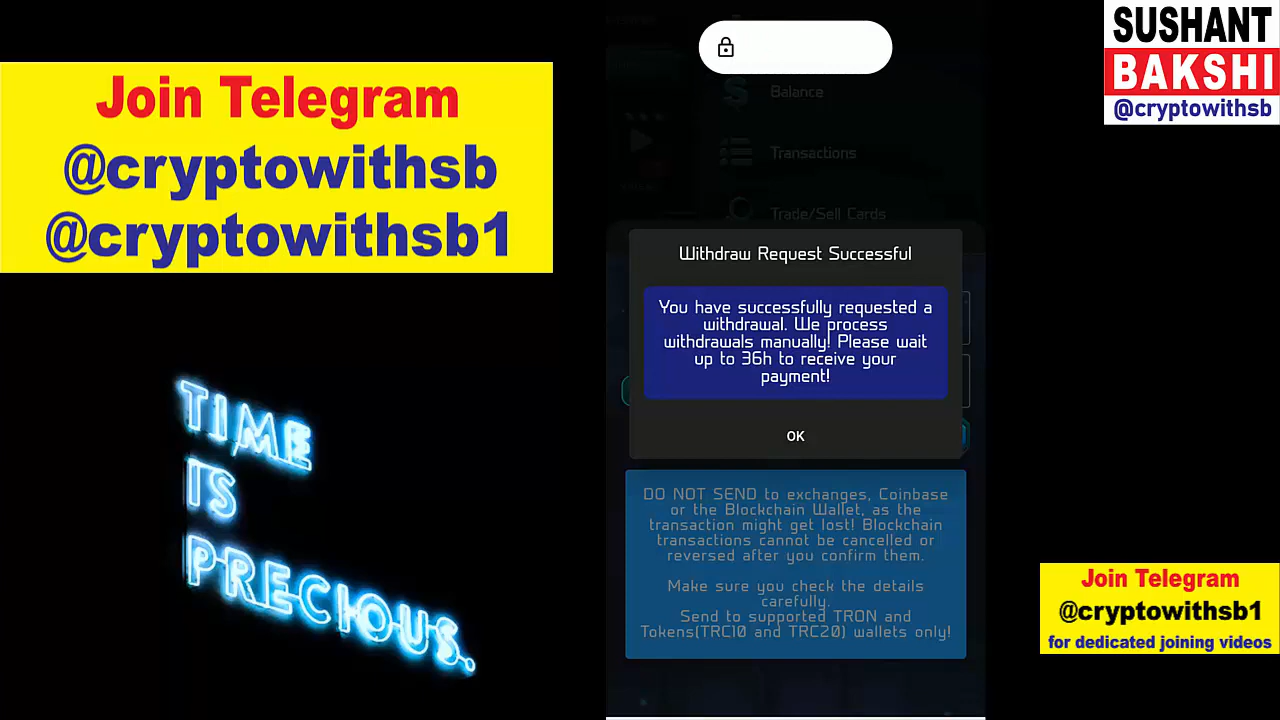 Join Telegram
@cryptowithsb
@cryptowithsb1
TIME
IS
PRECIOUS.
Balance
Transactions
Trade/Sell Cards
Withdraw Request Successful
You have successfully requested a
withdrawal. We process
withdrawals manually! Please wait
up to 36h to receive your
payment!
OK
DO NOT SEND to exchanges, Coinbase
or the Blockchain Wallet, as the
transaction might get lost! Blockchain
transactions cannot be cancelled or
reversed after you confirm them.
Make sure you check the details
carefully.
Send to supported TRON and
Tokens(TRC10 and TRC20) wallets only!
SUSHANT
BAKSHI
@cryptowithsb
Join Telegram
@cryptowithsb1
for dedicated joining videos